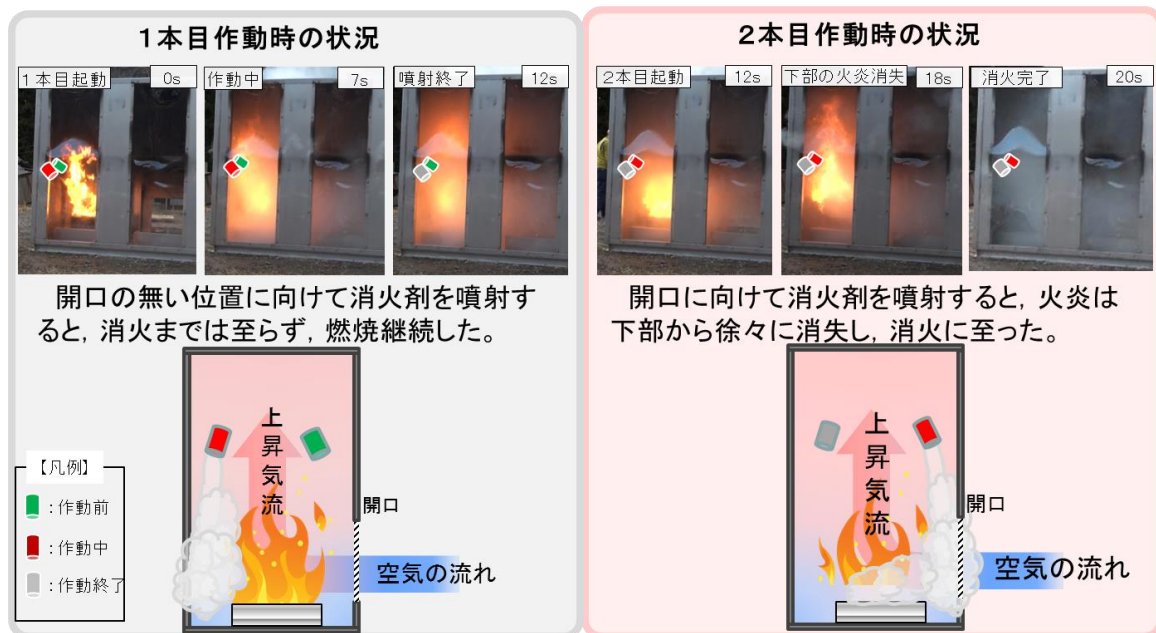 1本目作動時の状況
1本目起動 0s
作動中 7s
噴射終了 12s
開口の無い位置に向けて消火剤を噴射す
ると, 消火までは至らず, 燃焼継続した。
上昇気流
開口
空気の流れ
【凡例】
:作動前
:作動中
:作動終了
2本目作動時の状況
2本目起動 12s
下部の火炎消失 18s
消火完了 20s
開口に向けて消火剤を噴射すると, 火炎は
下部から徐々に消失し, 消火に至った。
上昇気流
開口
空気の流れ